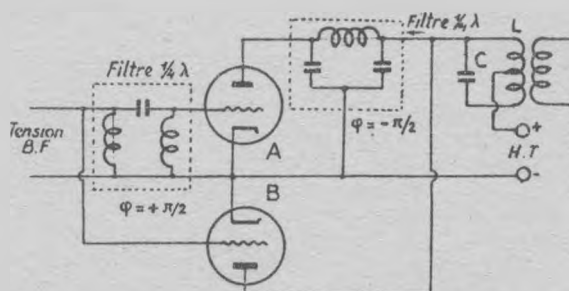 Filtre ¼ λ
Filtre ¼ λ
L
C
Tension
B.F
A
φ = - π/2
+
H.T
-
B
φ = + π/2